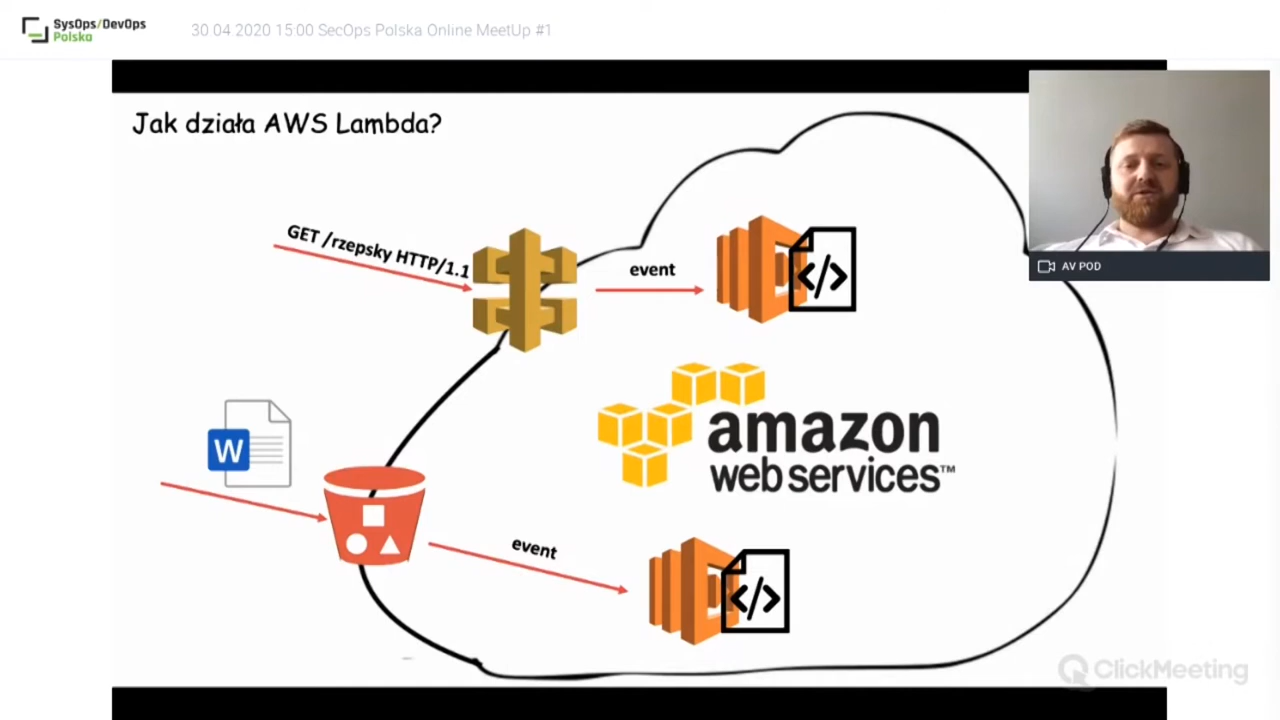 SysOps/DevOps
Polska
30 04 2020 15:00 SecOps Polska Online MeetUp #1
Jak działa AWS Lambda?
GET /rzepsky HTTP/1.1
event
</>
AV POD
W
amazon
web services™
event
</>
ClickMeeting